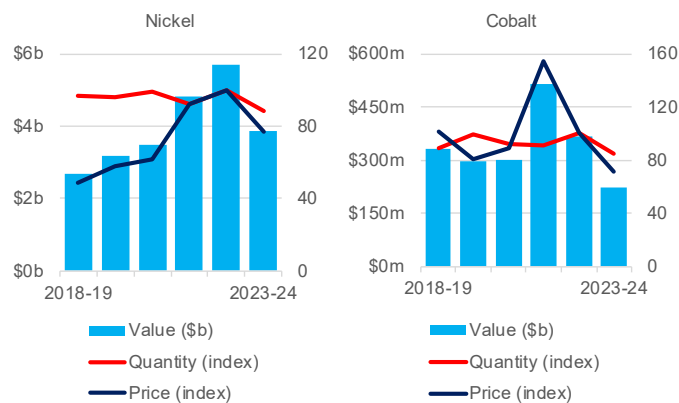 Nickel
$6b
$4b
$2b
$0b
120
80
40
0
2018-19
2023-24
Value ($b)
Quantity (index)
Price (index)
Cobalt
$600m
$450m
$300m
$150m
$0m
160
120
80
40
0
2018-19
2023-24
Value ($b)
Quantity (index)
Price (index)